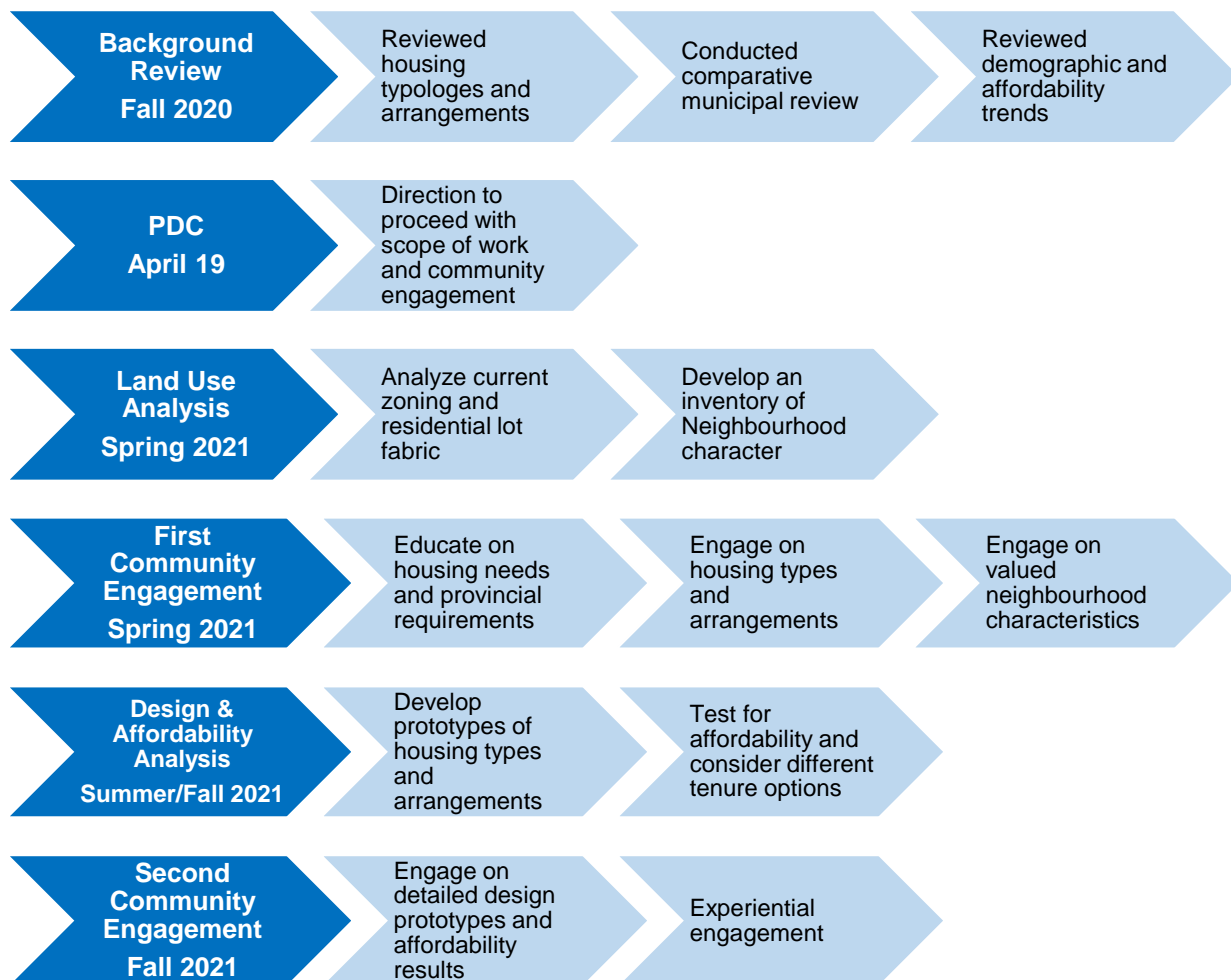 Background
Review
Fall 2020
Reviewed
housing
typologes and
arrangements
Conducted
comparative
municipal review
Reviewed
demographic and
affordability
trends
PDC
April 19
Direction to
proceed with
scope of work
and community
engagement
Land Use
Analysis
Spring 2021
Analyze current
zoning and
residential lot
fabric
Develop an
inventory of
Neighbourhood
character
First
Community
Engagement
Spring 2021
Educate on
housing needs
and provincial
requirements
Engage on
housing types
and
arrangements
Engage on
valued
neighbourhood
characteristics
Design &
Affordability
Analysis
Summer/Fall 2021
Develop
prototypes of
housing types
and
arrangements
Test for
affordability and
consider different
tenure options
Second
Community
Engagement
Fall 2021
Engage on
detailed design
prototypes and
affordability
results
Experiential
engagement